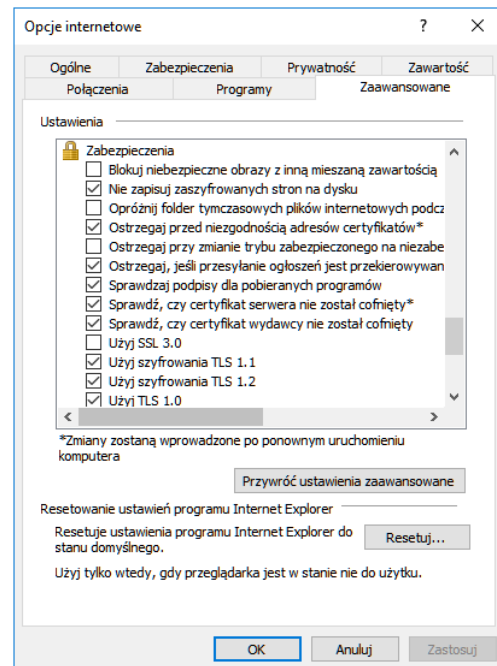 Opcje internetowe
Ogólne Zabezpieczenia Prywatność Zawartość
Połączenia Programy Zaawansowane
Ustawienia
Zabezpieczenia
Blokuj niebezpieczne obrazy z inną mieszaną zawartością
Nie zapisuj zaszyfrowanych stron na dysku
Opróżnij folder tymczasowych plików internetowych podcz
Ostrzegaj przed niezgodnością adresów certyfikatów*
Ostrzegaj przy zmianie trybu zabezpieczonego na niezabe
Ostrzegaj, jeśli przesyłanie ogłoszeń jest przekierowywan
Sprawdzaj podpisy dla pobieranych programów
Sprawdź, czy certyfikat serwera nie został cofnięty*
Sprawdź, czy certyfikat wydawcy nie został cofnięty
Użyj SSL 3.0
Użyj szyfrowania TLS 1.1
Użyj szyfrowania TLS 1.2
Użyj TLS 1.0
*Zmiany zostaną wprowadzone po ponownym uruchomieniu
komputera
Przywróć ustawienia zaawansowane
Resetowanie ustawień programu Internet Explorer
Resetuje ustawienia programu Internet Explorer do
stanu domyślnego.
Resetuj...
Użyj tylko wtedy, gdy przeglądarka jest w stanie nie do użytku.
OK Anuluj Zastosuj